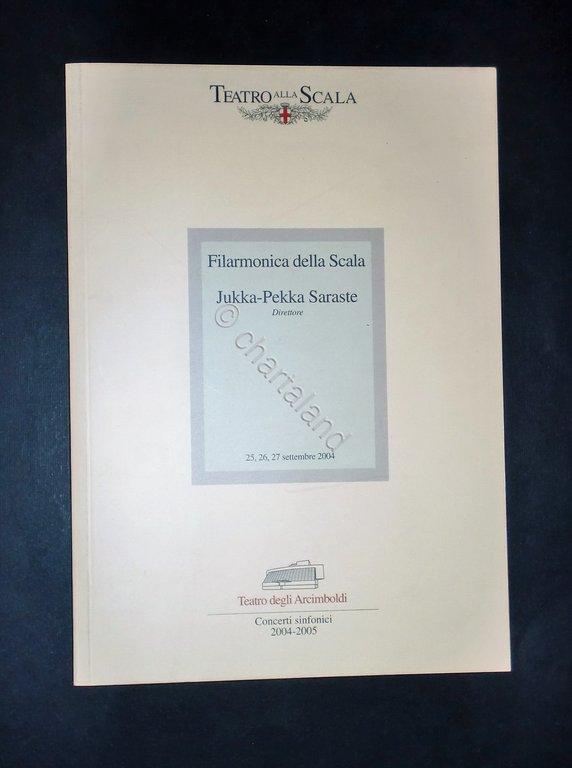 TEATRO ALLA SCALA
Filarmonica della Scala
Jukka-Pekka Saraste
Direttore
© chartaland
25, 26, 27 settembre 2004
Teatro degli Arcimboldi
Concerti sinfonici
2004-2005